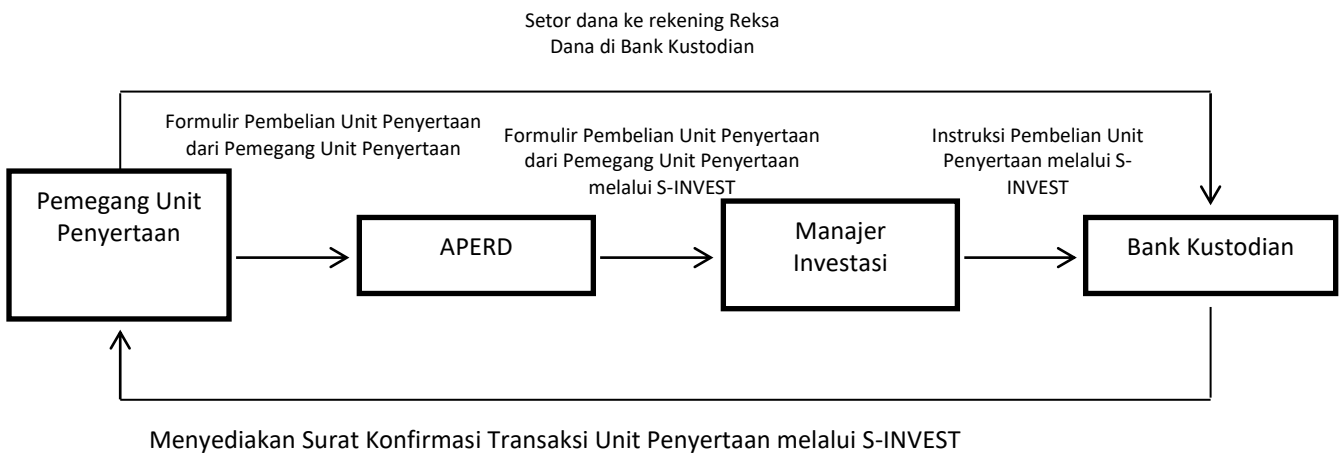 Setor dana ke rekening Reksa
Dana di Bank Kustodian
Formulir Pembelian Unit Penyertaan
dari Pemegang Unit Penyertaan
Formulir Pembelian Unit Penyertaan
dari Pemegang Unit Penyertaan
melalui S-INVEST
Instruksi Pembelian Unit
Penyertaan melalui S-
INVEST
Pemegang Unit
Penyertaan
APERD
Manajer
Investasi
Bank Kustodian
Menyediakan Surat Konfirmasi Transaksi Unit Penyertaan melalui S-INVEST